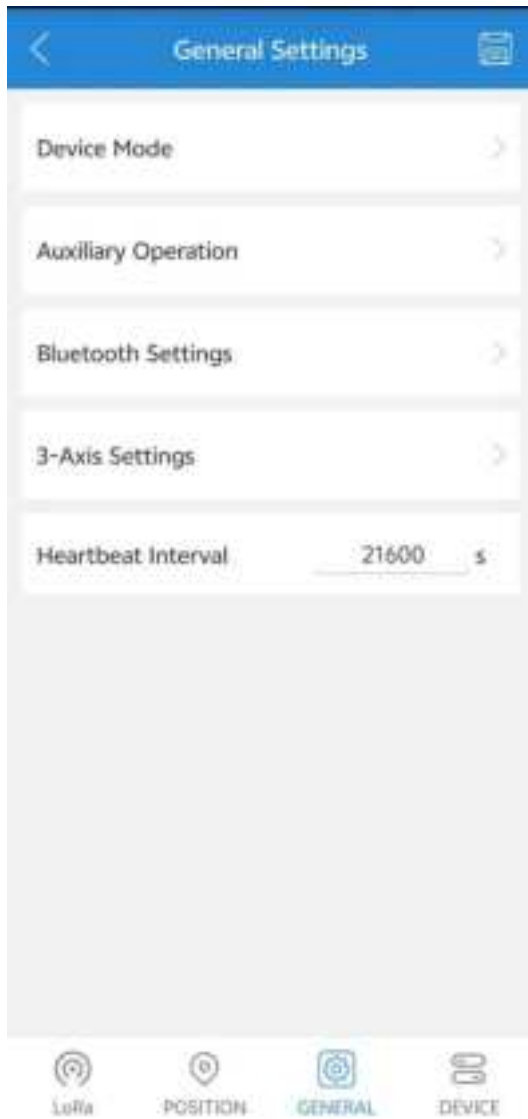 General Settings
Device Mode
Auxiliary Operation
Bluetooth Settings
3-Axis Settings
Heartbeat Interval 21600 s
LoRa POSITION GENERAL DEVICE